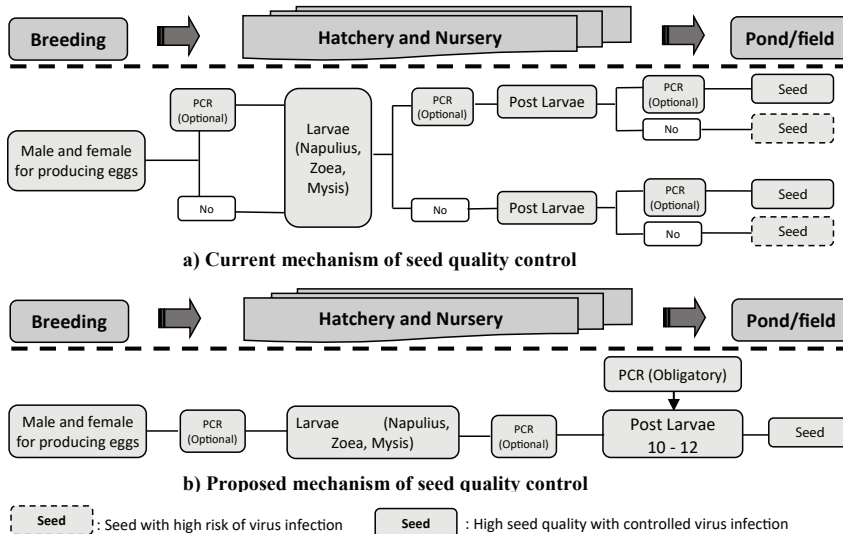 Breeding
Hatchery and Nursery
Pond/field
PCR
(Optional)
PCR
(Optional)
Post Larvae
PCR
(Optional)
Seed
No
Seed
Male and female
for producing eggs
Larvae
(Napulius,
Zoea,
Mysis)
No
No
Post Larvae
PCR
(Optional)
Seed
No
Seed
a) Current mechanism of seed quality control
Breeding
Hatchery and Nursery
Pond/field
PCR (Obligatory)
Male and female
for producing eggs
PCR
(Optional)
Larvae (Napulius,
Zoea, Mysis)
PCR
(Optional)
Post Larvae
10 - 12
Seed
b) Proposed mechanism of seed quality control
Seed : Seed with high risk of virus infection
Seed : High seed quality with controlled virus infection